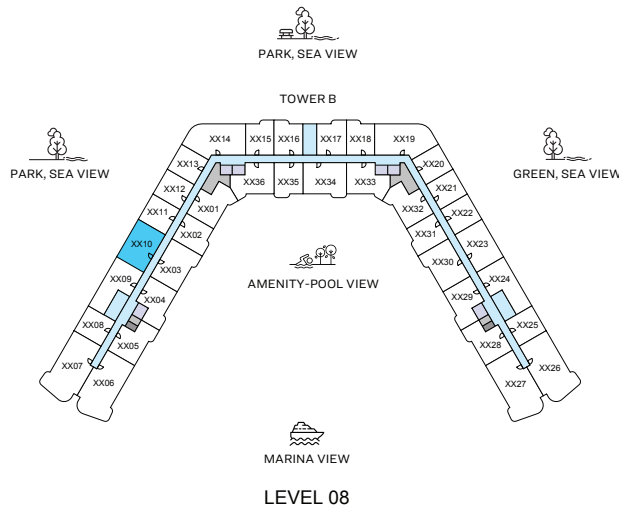 PARK, SEA VIEW
TOWER B
PARK, SEA VIEW
GREEN, SEA VIEW
XX14
XX15
XX16
XX17
XX18
XX19
XX13
XX36
XX35
XX34
XX33
XX20
XX12
XX21
XX11
XX01
XX32
XX22
XX02
XX31
XX10
XX23
XX03
XX30
XX09
XX24
XX04
XX29
AMENITY-POOL VIEW
XX08
XX25
XX05
XX28
XX07
XX26
XX06
XX27
MARINA VIEW
LEVEL 08